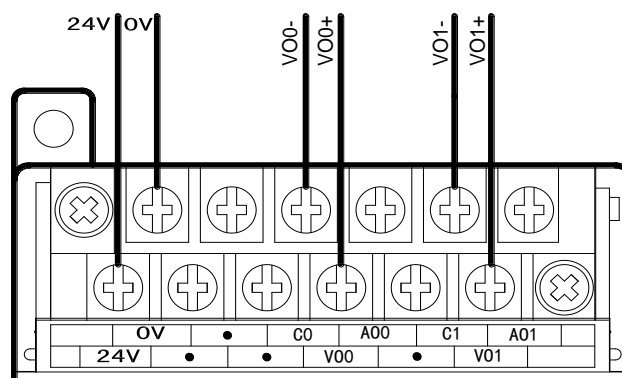 24V 0V VO0- VO0+ VO1- VO1+
0V • C0 A00 C1 A01
24V • • V00 • V01